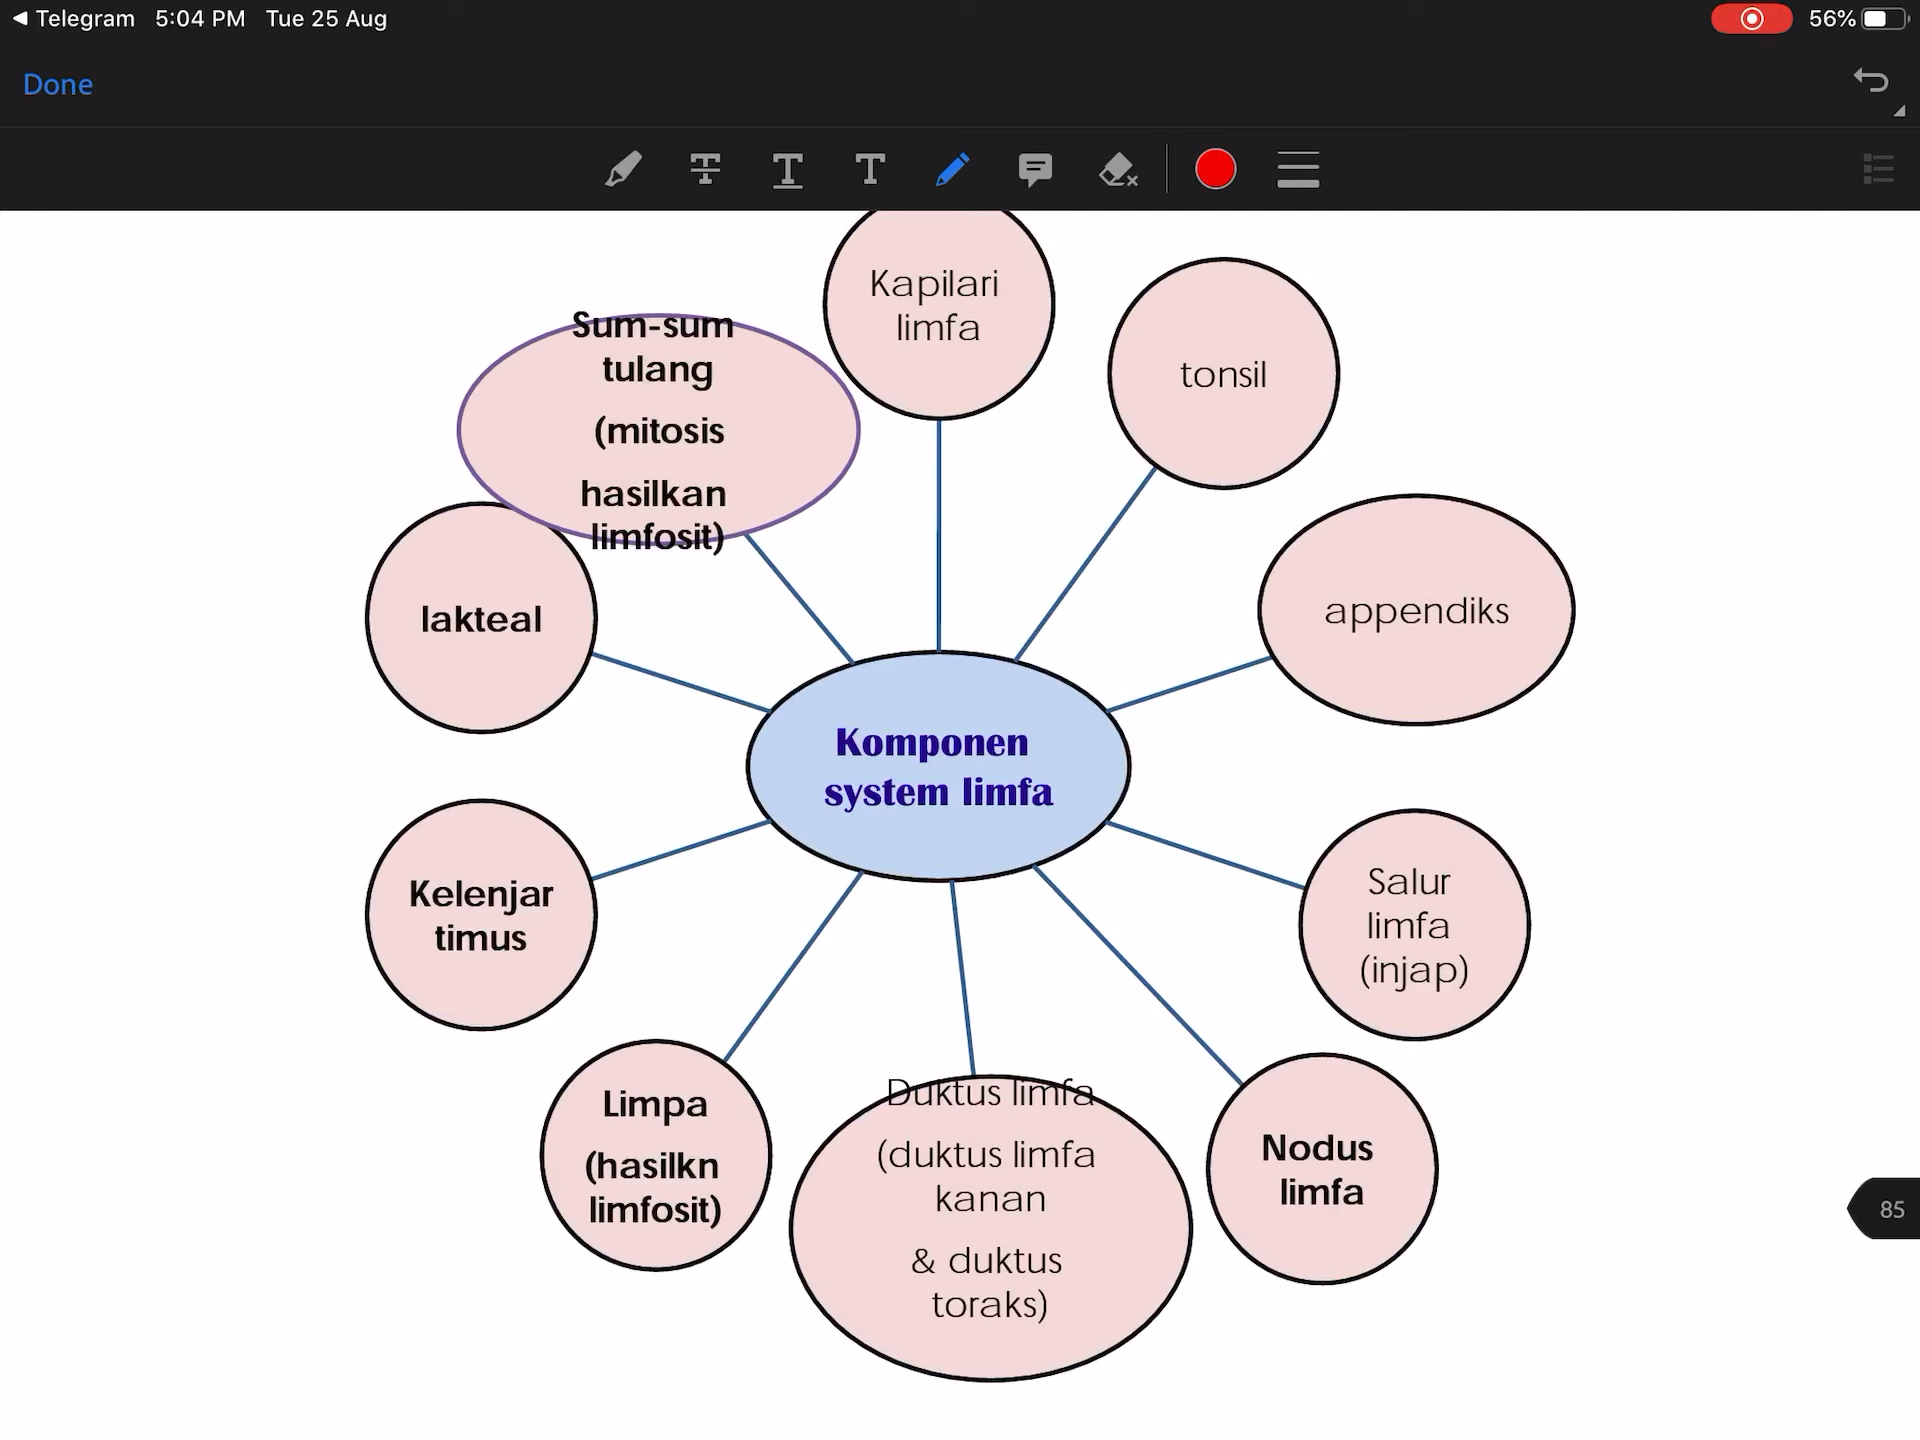 Telegram 5:04 PM Tue 25 Aug
56%
Done
Kapilari
limfa
tonsil
Sum-sum
tulang
(mitosis
hasilkan
limfosit)
appendiks
lakteal
Komponen
system limfa
Kelenjar
timus
Salur
limfa
(injap)
Limpa
(hasilkn
limfosit)
Duktus limfa
(duktus limfa
kanan
& duktus
toraks)
Nodus
limfa
85